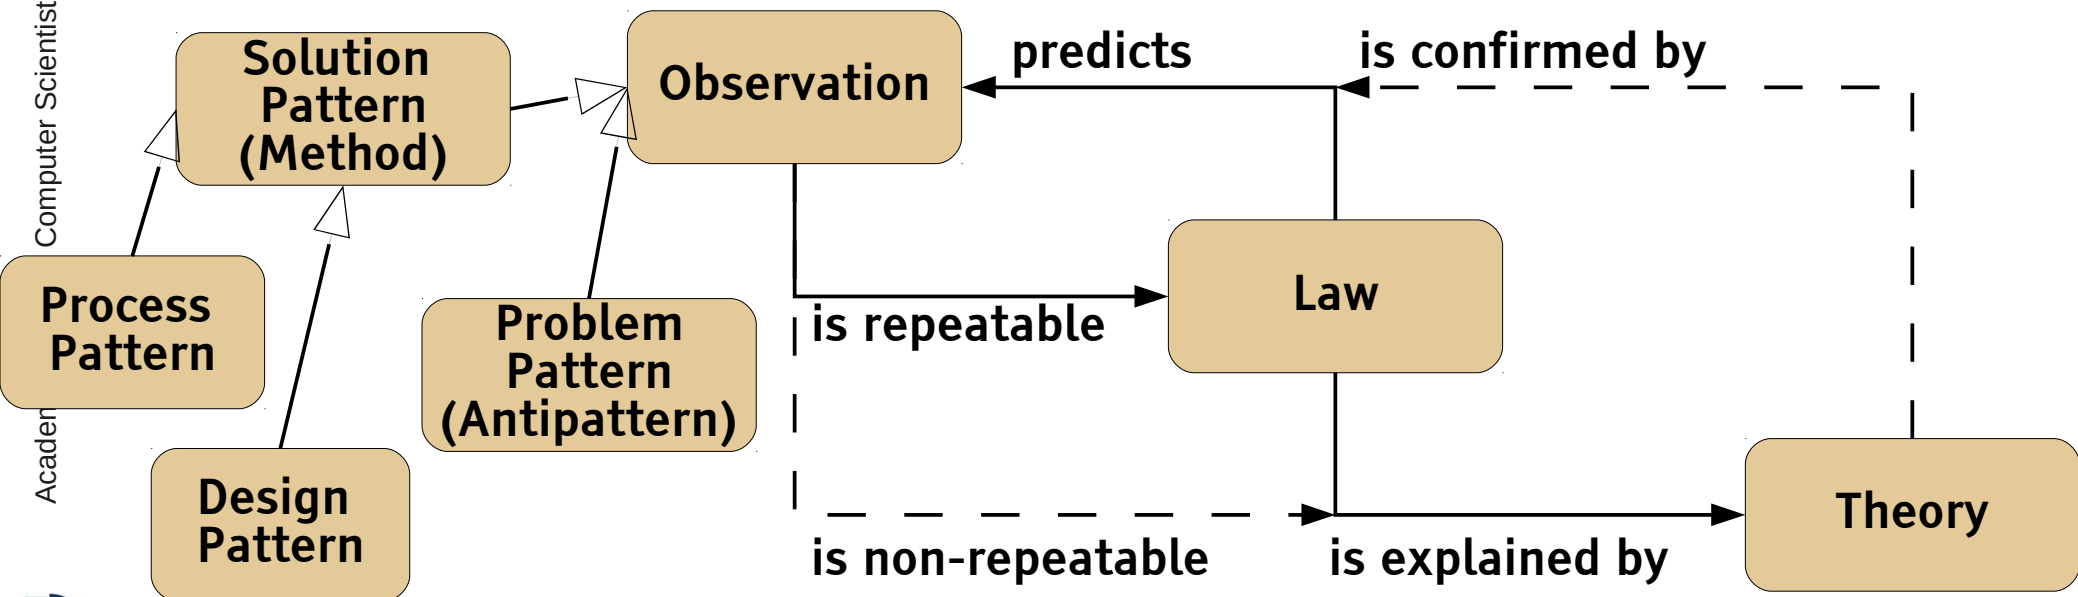 Solution
Pattern
(Method)
Observation
predicts
is confirmed by
Computer Scientist
Process
Pattern
Problem
Pattern
(Antipattern)
is repeatable
Law
Design
Pattern
is non-repeatable
is explained by
Theory